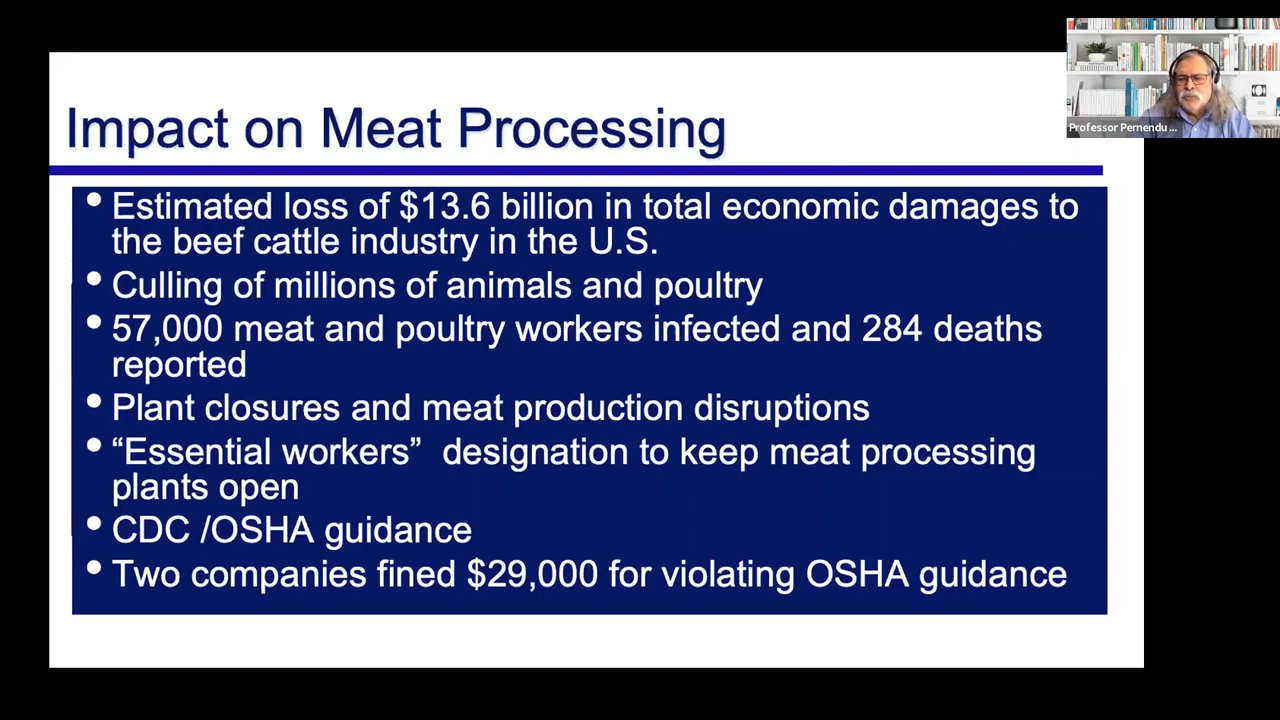 Impact on Meat Processing
Professor Pernendu ...
• Estimated loss of $13.6 billion in total economic damages to
the beef cattle industry in the U.S.
• Culling of millions of animals and poultry
• 57,000 meat and poultry workers infected and 284 deaths
reported
• Plant closures and meat production disruptions
• “Essential workers”  designation to keep meat processing
plants open
• CDC /OSHA guidance
• Two companies fined $29,000 for violating OSHA guidance